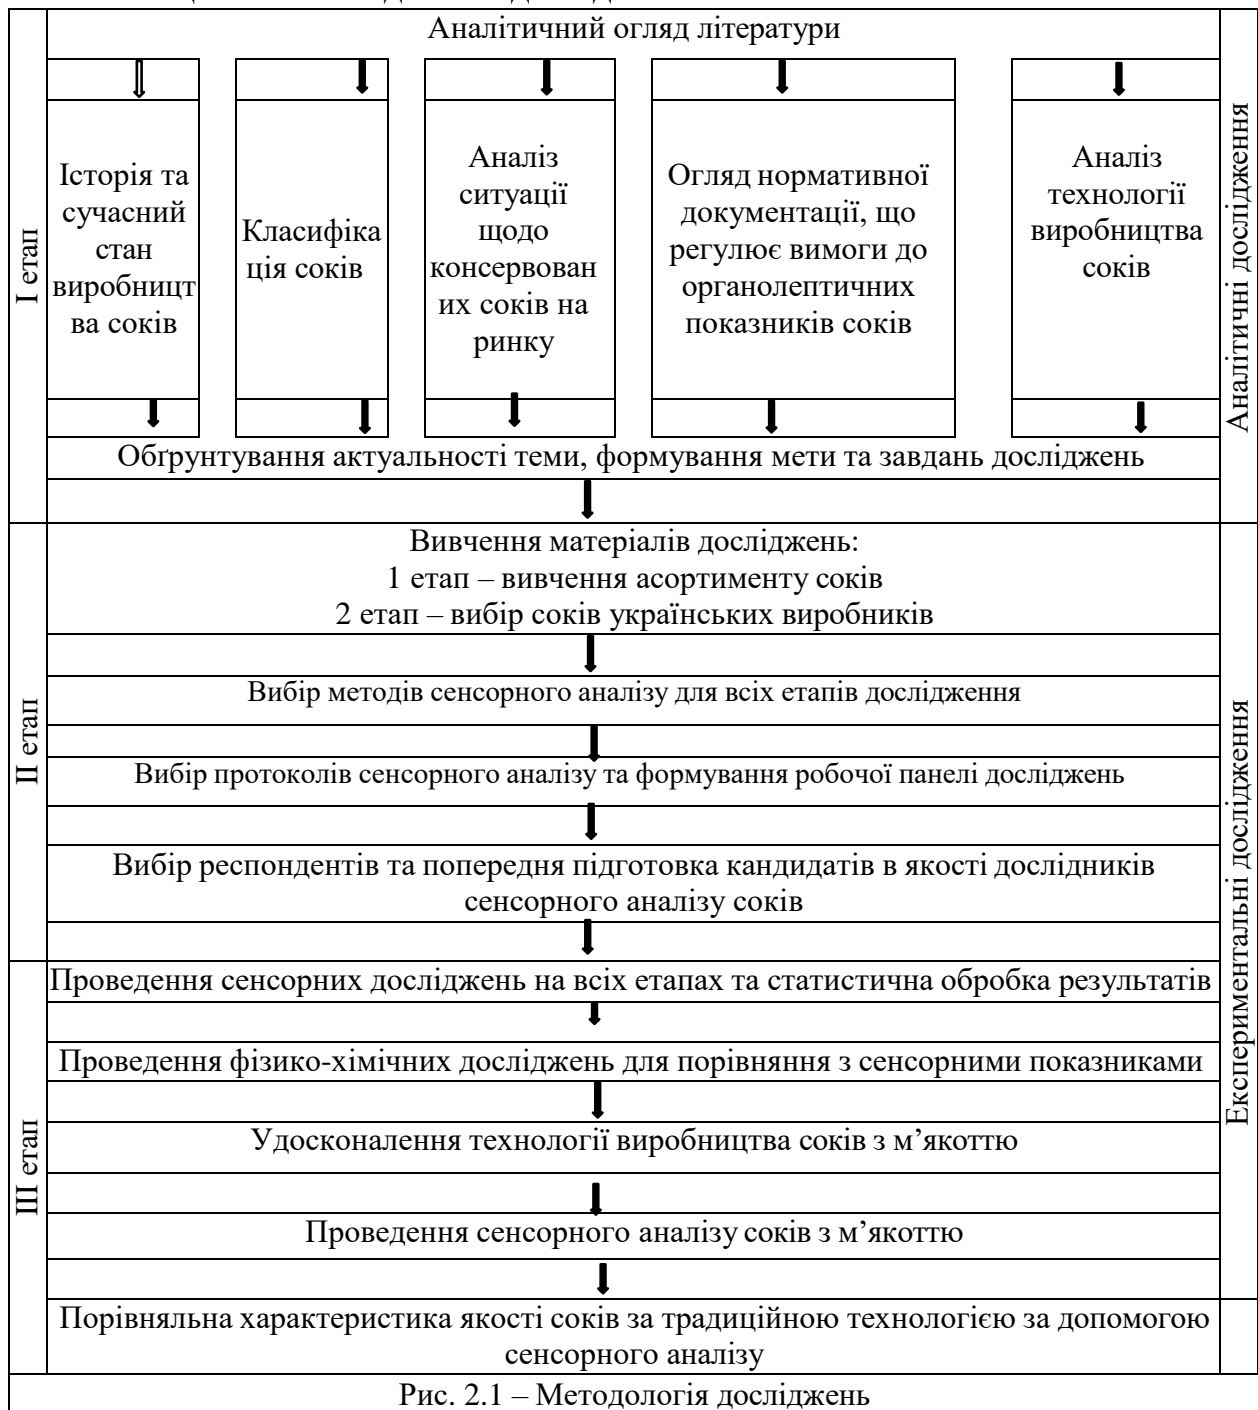 Аналітичний огляд літератури
І етап
Історія та
сучасний
стан
виробницт
ва соків
Класифіка
ція соків
Аналіз
ситуації
щодо
консервован
их соків на
ринку
Огляд нормативної
документації, що
регулює вимоги до
органолептичних
показників соків
Аналіз
технології
виробництва
соків
Аналітичні дослідження
Обґрунтування актуальності теми, формування мети та завдань досліджень
ІІ етап
Вивчення матеріалів досліджень:
1 етап – вивчення асортименту соків
2 етап – вибір соків українських виробників
Вибір методів сенсорного аналізу для всіх етапів дослідження
Вибір протоколів сенсорного аналізу та формування робочої панелі досліджень
Вибір респондентів та попередня підготовка кандидатів в якості дослідників
сенсорного аналізу соків
Експериментальні дослідження
ІІІ етап
Проведення сенсорних досліджень на всіх етапах та статистична обробка результатів
Проведення фізико-хімічних досліджень для порівняння з сенсорними показниками
Удосконалення технології виробництва соків з м’якоттю
Проведення сенсорного аналізу соків з м’якоттю
Порівняльна характеристика якості соків за традиційною технологією за допомогою
сенсорного аналізу
Рис. 2.1 – Методологія досліджень